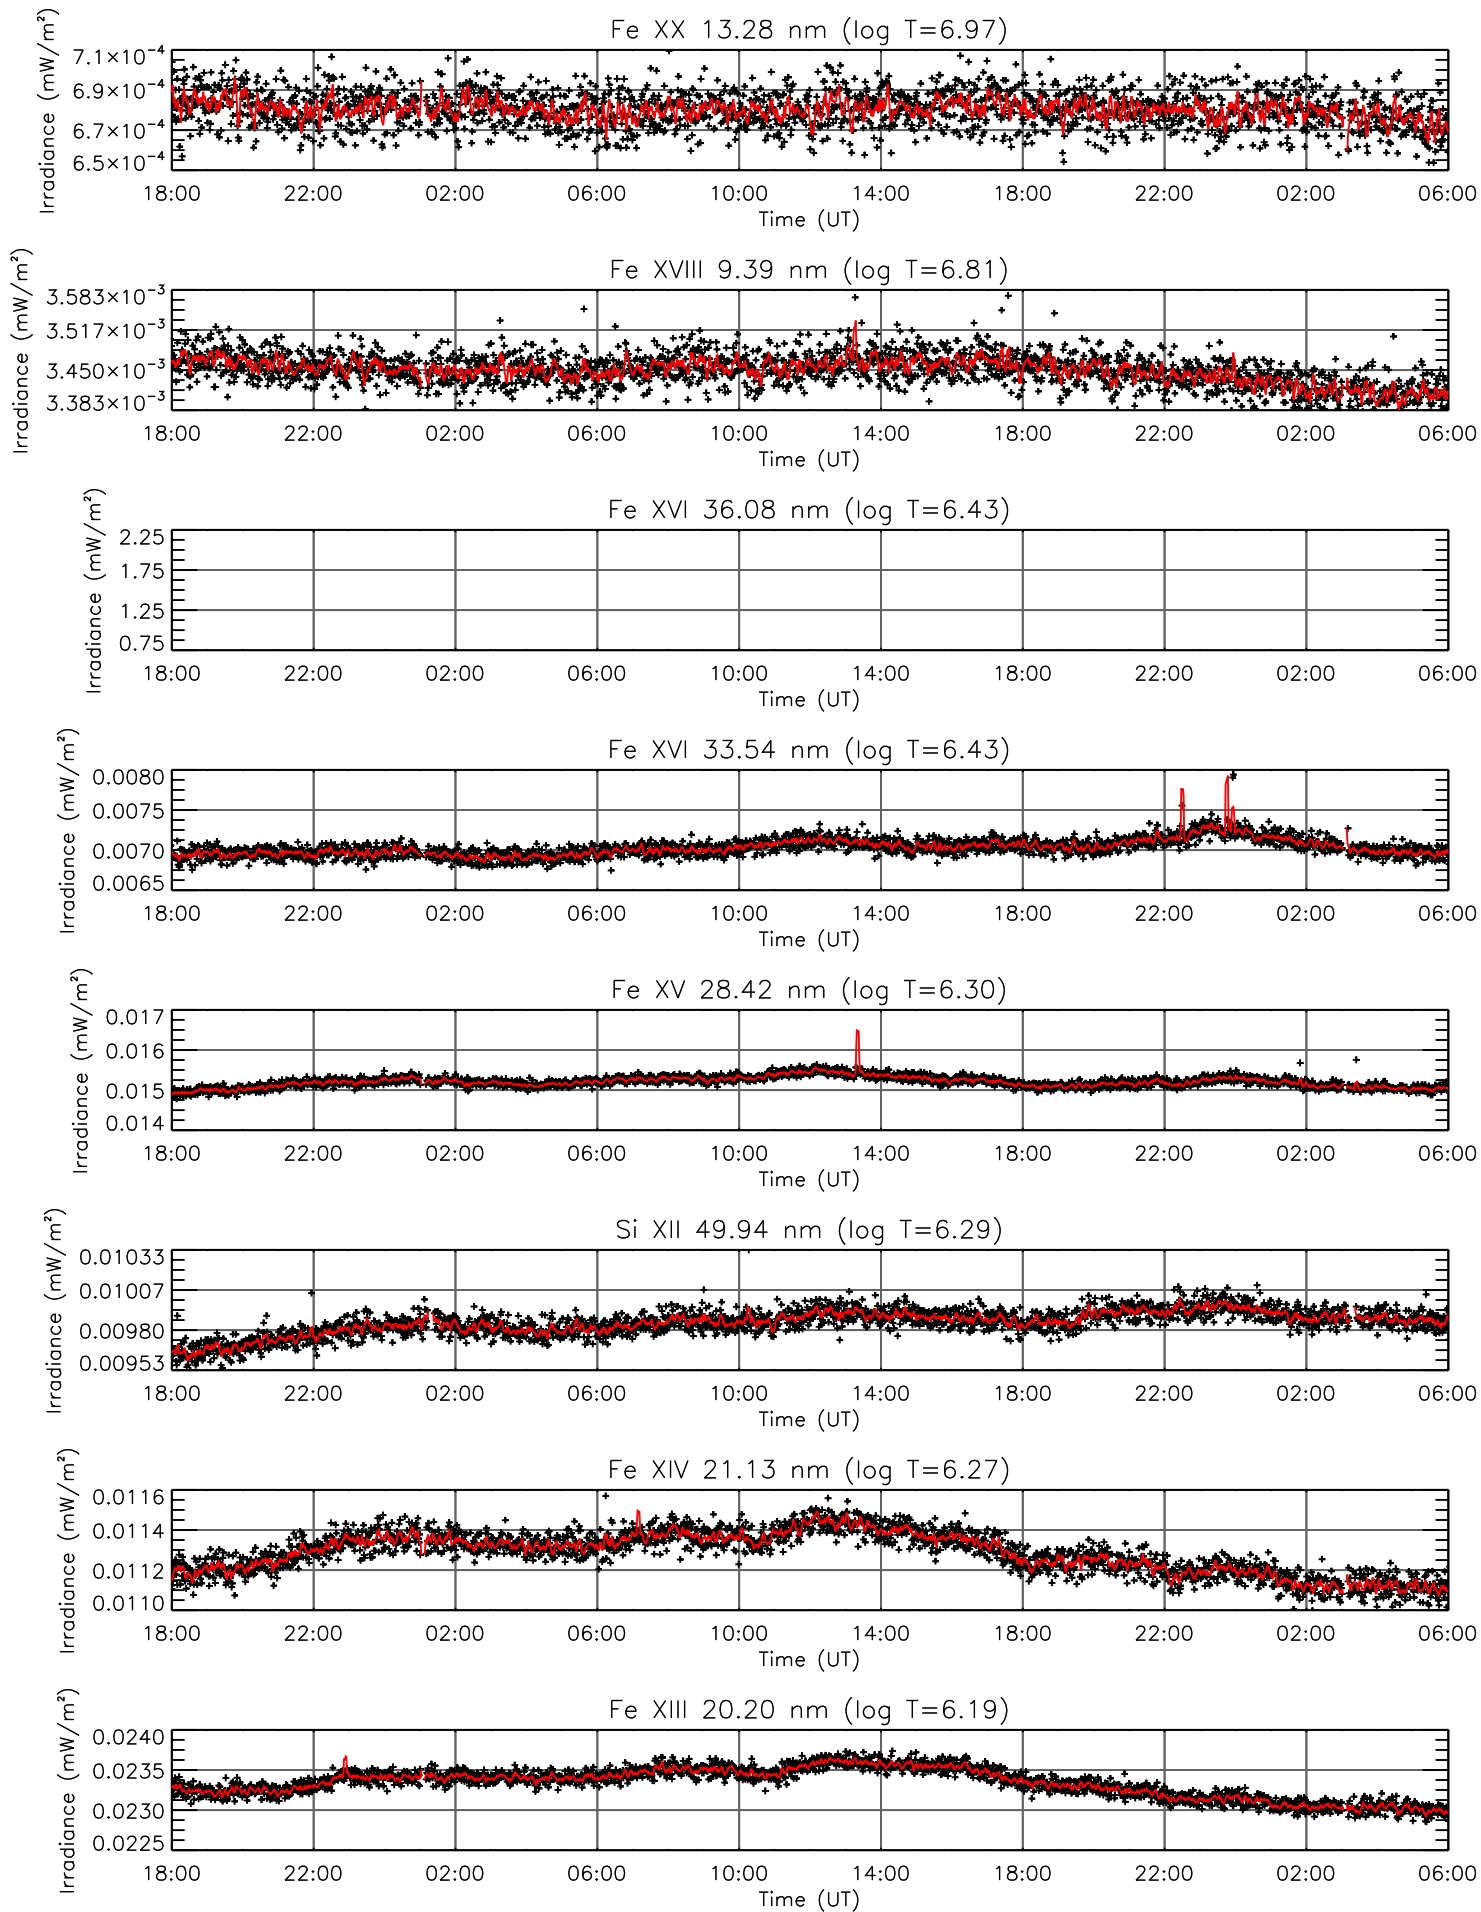 Fe XX 13.28 nm (log T=6.97)
Irradiance (mW/m²)
7.1×10⁻⁴
6.9×10⁻⁴
6.7×10⁻⁴
6.5×10⁻⁴
18:00 22:00 02:00 06:00 10:00 14:00 18:00 22:00 02:00 06:00
Time (UT)
Fe XVIII 9.39 nm (log T=6.81)
Irradiance (mW/m²)
3.583×10⁻³
3.517×10⁻³
3.450×10⁻³
3.383×10⁻³
18:00 22:00 02:00 06:00 10:00 14:00 18:00 22:00 02:00 06:00
Time (UT)
Fe XVI 36.08 nm (log T=6.43)
Irradiance (mW/m²)
2.25
1.75
1.25
0.75
18:00 22:00 02:00 06:00 10:00 14:00 18:00 22:00 02:00 06:00
Time (UT)
Fe XVI 33.54 nm (log T=6.43)
Irradiance (mW/m²)
0.0080
0.0075
0.0070
0.0065
18:00 22:00 02:00 06:00 10:00 14:00 18:00 22:00 02:00 06:00
Time (UT)
Fe XV 28.42 nm (log T=6.30)
Irradiance (mW/m²)
0.017
0.016
0.015
0.014
18:00 22:00 02:00 06:00 10:00 14:00 18:00 22:00 02:00 06:00
Time (UT)
Si XII 49.94 nm (log T=6.29)
Irradiance (mW/m²)
0.01033
0.01007
0.00980
0.00953
18:00 22:00 02:00 06:00 10:00 14:00 18:00 22:00 02:00 06:00
Time (UT)
Fe XIV 21.13 nm (log T=6.27)
Irradiance (mW/m²)
0.0116
0.0114
0.0112
0.0110
18:00 22:00 02:00 06:00 10:00 14:00 18:00 22:00 02:00 06:00
Time (UT)
Fe XIII 20.20 nm (log T=6.19)
Irradiance (mW/m²)
0.0240
0.0235
0.0230
0.0225
18:00 22:00 02:00 06:00 10:00 14:00 18:00 22:00 02:00 06:00
Time (UT)